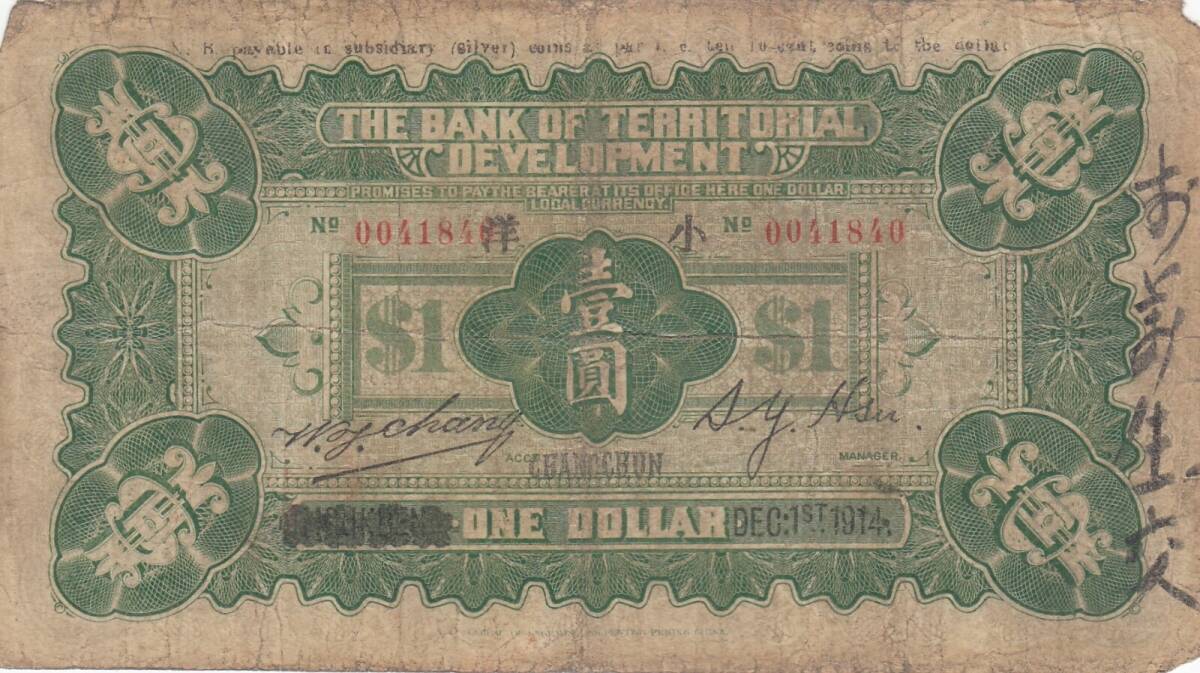 B. payable in subsidiary (Silver) coins at par i. e. ten 10-cent coins to the dollar
THE BANK OF TERRITORIAL
DEVELOPMENT
PROMISES TO PAY THE BEARER AT ITS OFFICE HERE ONE DOLLAR
LOCAL CURRENCY.
Nº 0041840 洋 小 Nº 0041840
$1 壹圓 $1
W. Y. Chang S. Y. Hsu.
CHANGCHUN MANAGER.
ONE DOLLAR DEC. 1ST 1914.